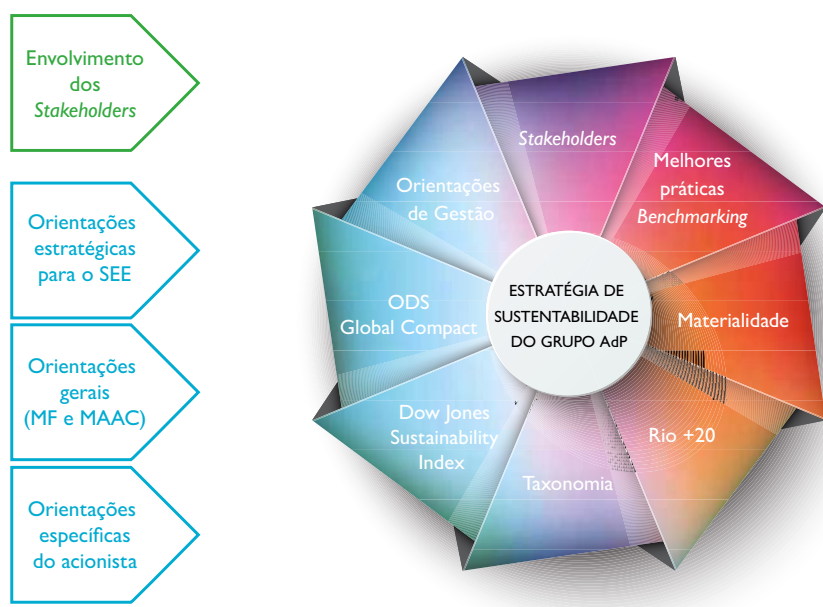 Envolvimento
dos
Stakeholders
Orientações
estratégicas
para o SEE
Orientações
gerais
(MF e MAAC)
Orientações
específicas
do acionista
Stakeholders
Melhores
práticas
Benchmarking
Materialidade
Rio +20
Taxonomia
Dow Jones
Sustainability
Index
ODS
Global Compact
Orientações
de Gestão
ESTRATÉGIA DE
SUSTENTABILIDADE
DO GRUPO AdP